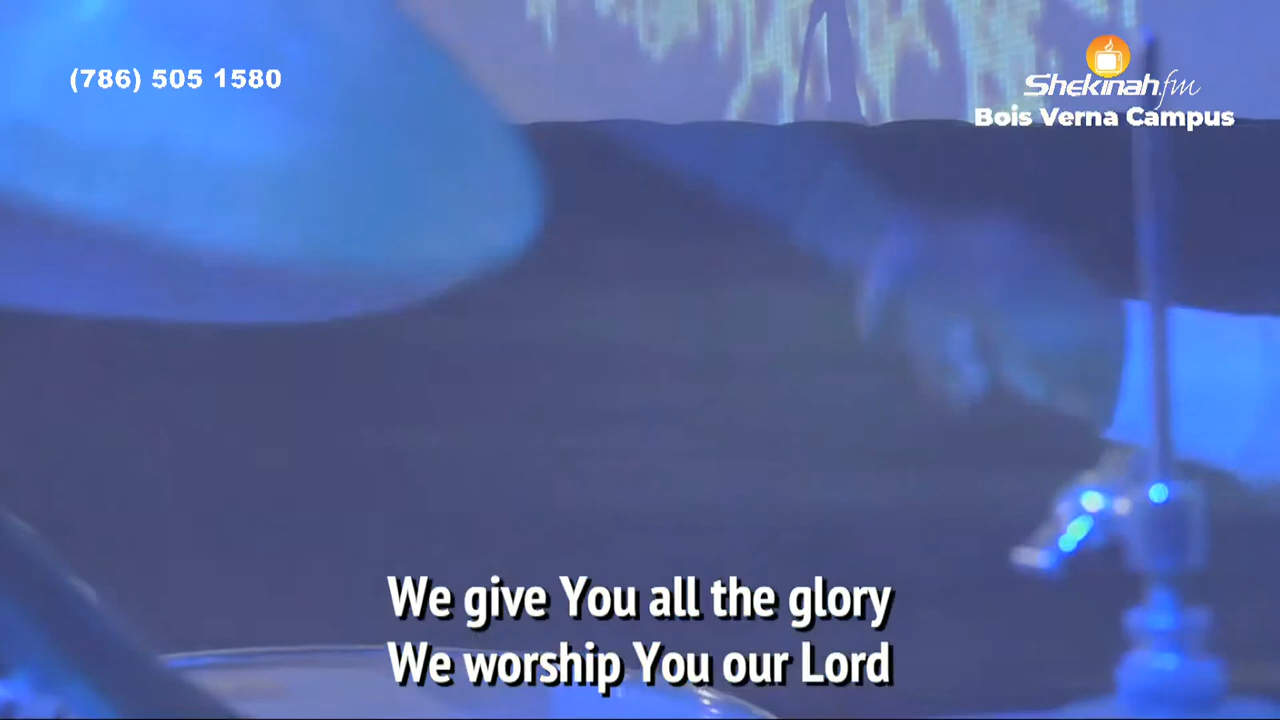 (786) 505 1580
Shekinah.fm
Bois Verna Campus
We give You all the glory
We worship You our Lord